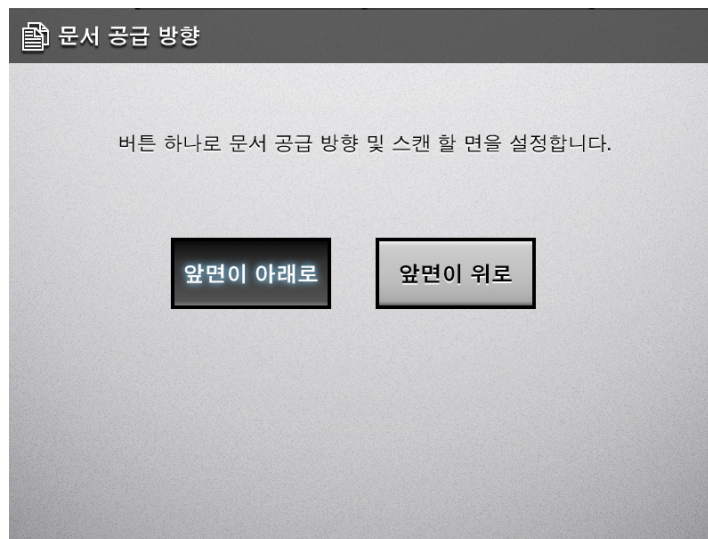 문서 공급 방향
버튼 하나로 문서 공급 방향 및 스캔 할 면을 설정합니다.
앞면이 아래로
앞면이 위로